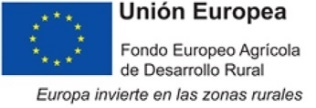 Unión Europea
Fondo Europeo Agrícola
de Desarrollo Rural
Europa invierte en las zonas rurales